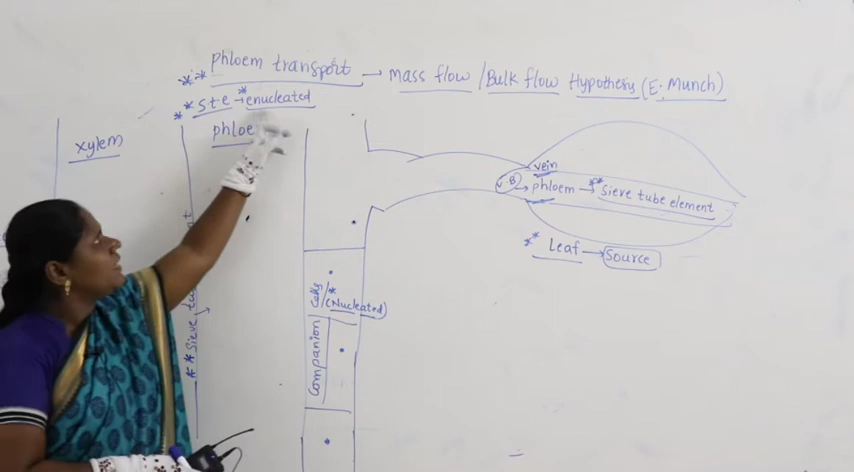 ** Phloem transport → Mass flow / Bulk flow Hypothesis (E. Munch)
** S t e → *enucleated
phloe
xylem
vein
V.B → phloem → ** Sieve tube element
** Leaf → Source
Companion cells / *(Nucleated)
** Sieve tu